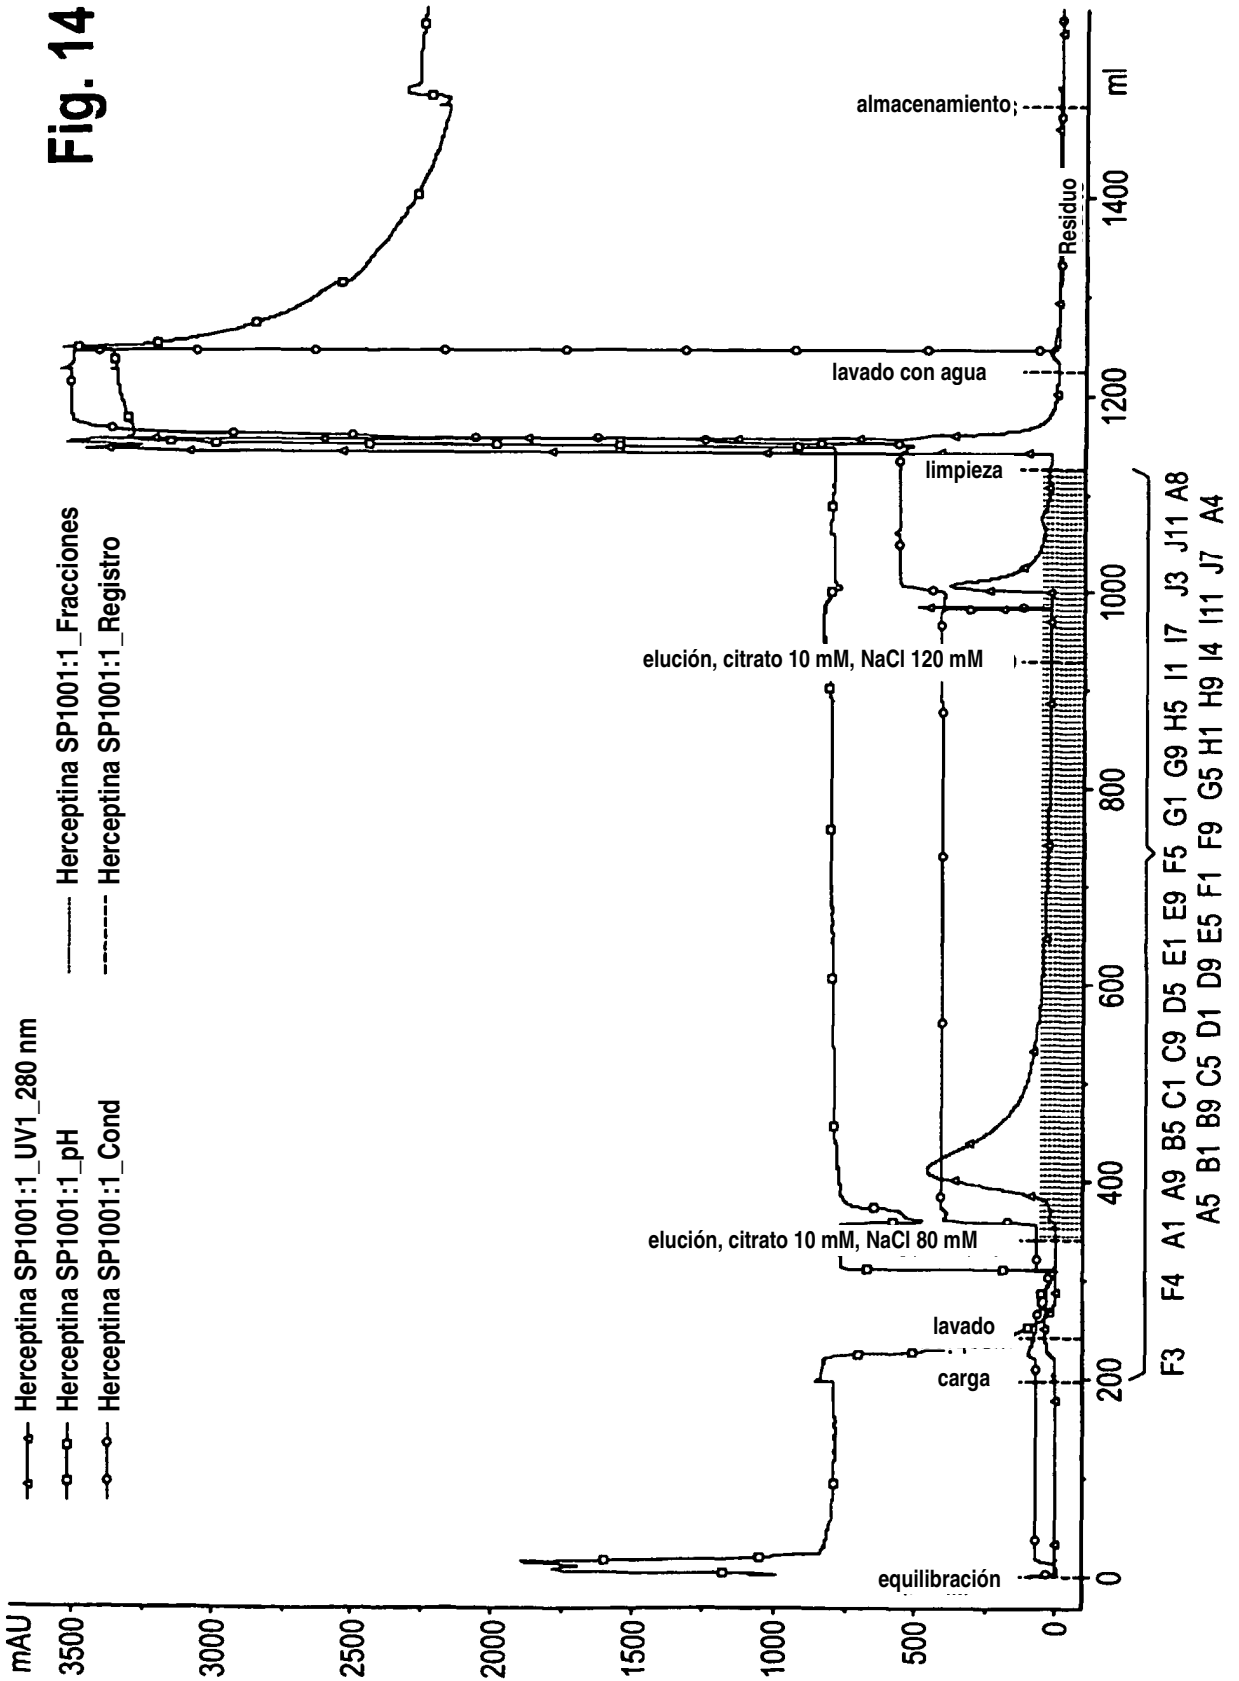 Fig. 14
Herceptina SP1001:1_UV1_280 nm
Herceptina SP1001:1_pH
Herceptina SP1001:1_Cond
Herceptina SP1001:1_Fracciones
Herceptina SP1001:1_Registro
mAU
3500
3000
2500
2000
1500
1000
500
0
equilibración
carga
lavado
elución, citrato 10 mM, NaCl 80 mM
elución, citrato 10 mM, NaCl 120 mM
limpieza
lavado con agua
almacenamiento
Residuo
0 200 400 600 800 1000 1200 1400 ml
F3 F4 A1 A9 B5 C1 C9 D5 E1 E9 F5 G1 G9 H5 I1 I7 J3 J11 A8
A5 B1 B9 C5 D1 D9 E5 F1 F9 G5 H1 H9 I4 I11 J7 A4